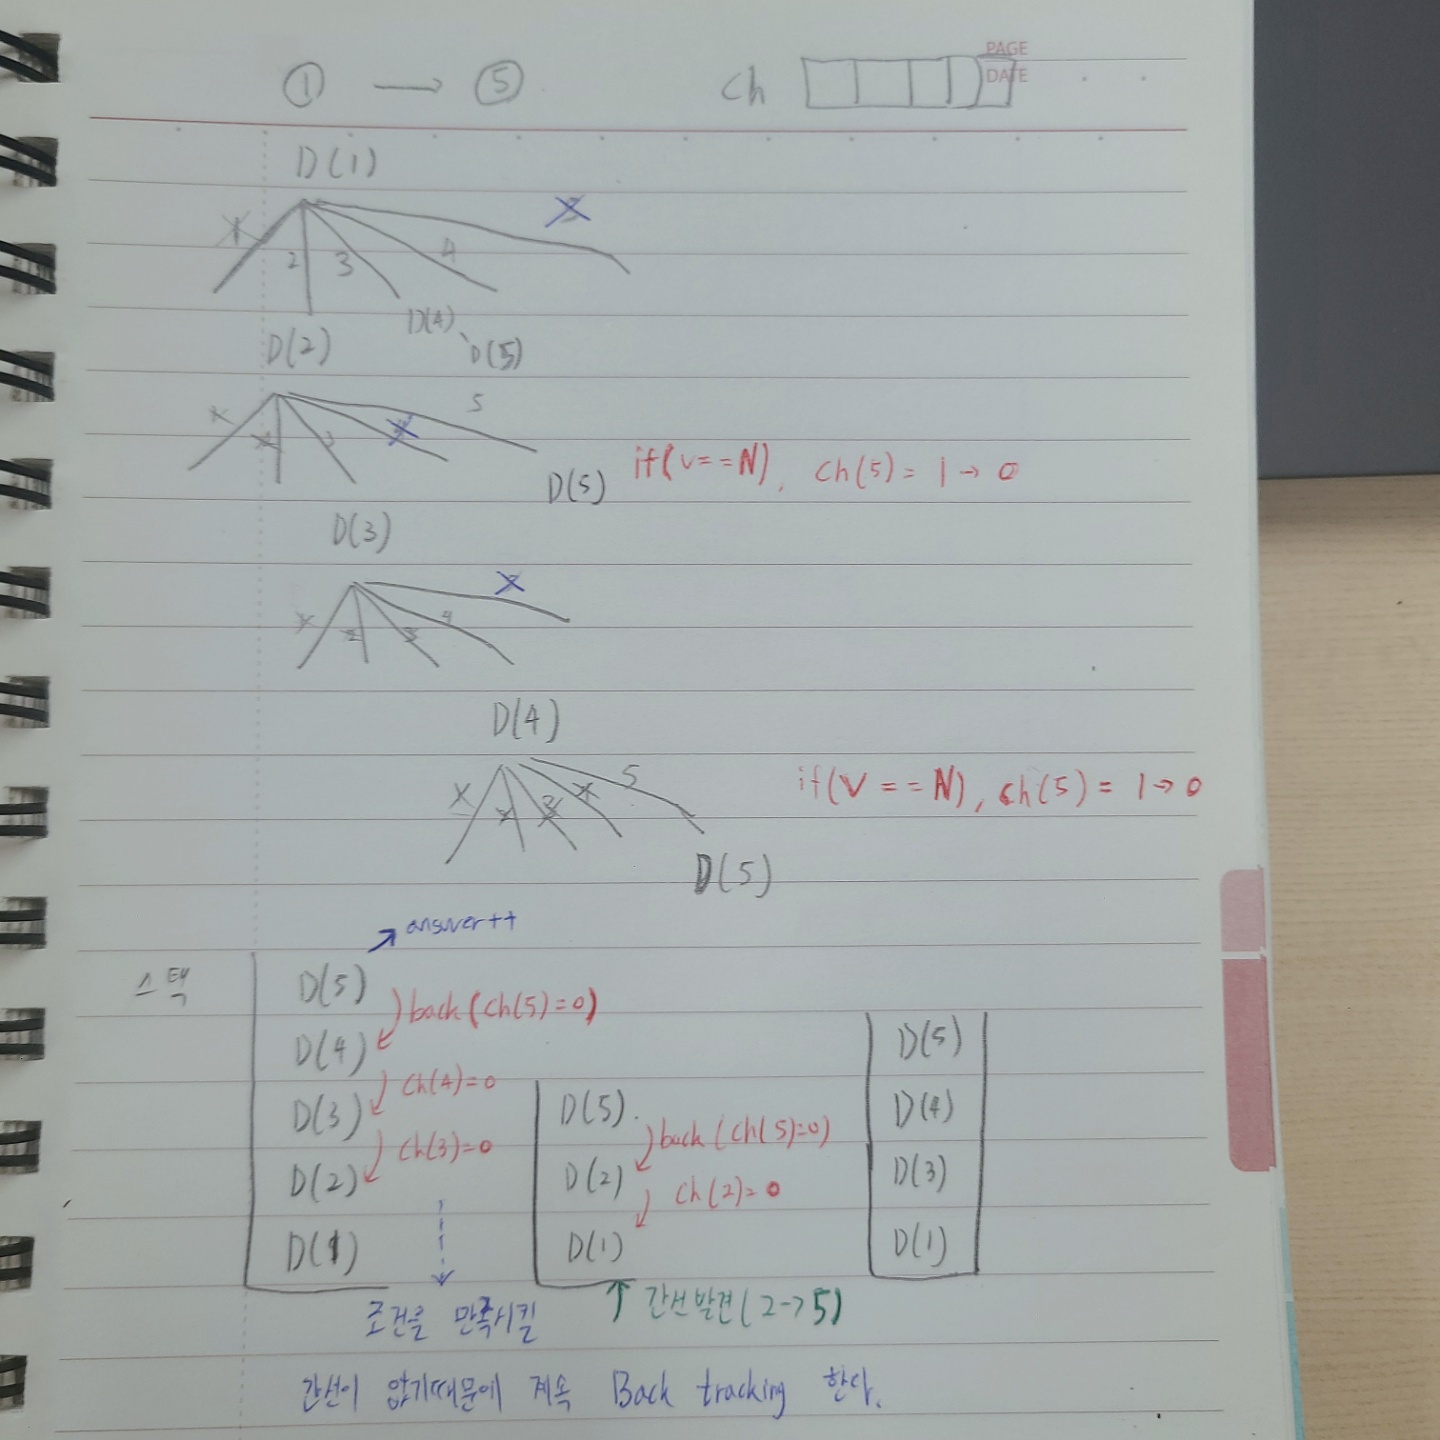 ① → ⑤ ch PAGE
DATE
D(1)
2 3 4
D(4)
D(2) D(5)
3 5
D(5) if(v==N), ch(5)= 1→0
D(3)
2 3 4
D(4)
2 3 4 5 if(V==N), ch(5)= 1→0
D(5)
answer++
스택 D(5)
back(ch(5)=0)
D(4)
ch(4)=0
D(3)
ch(3)=0
D(2)
D(1)
D(5).
back(ch(5)=0)
D(2)
ch(2)=0
D(1)
D(5)
D(4)
D(3)
D(1)
조건을 만족시킬 간선발견(2->5)
간선이 없기때문에 계속 Back tracking 한다.